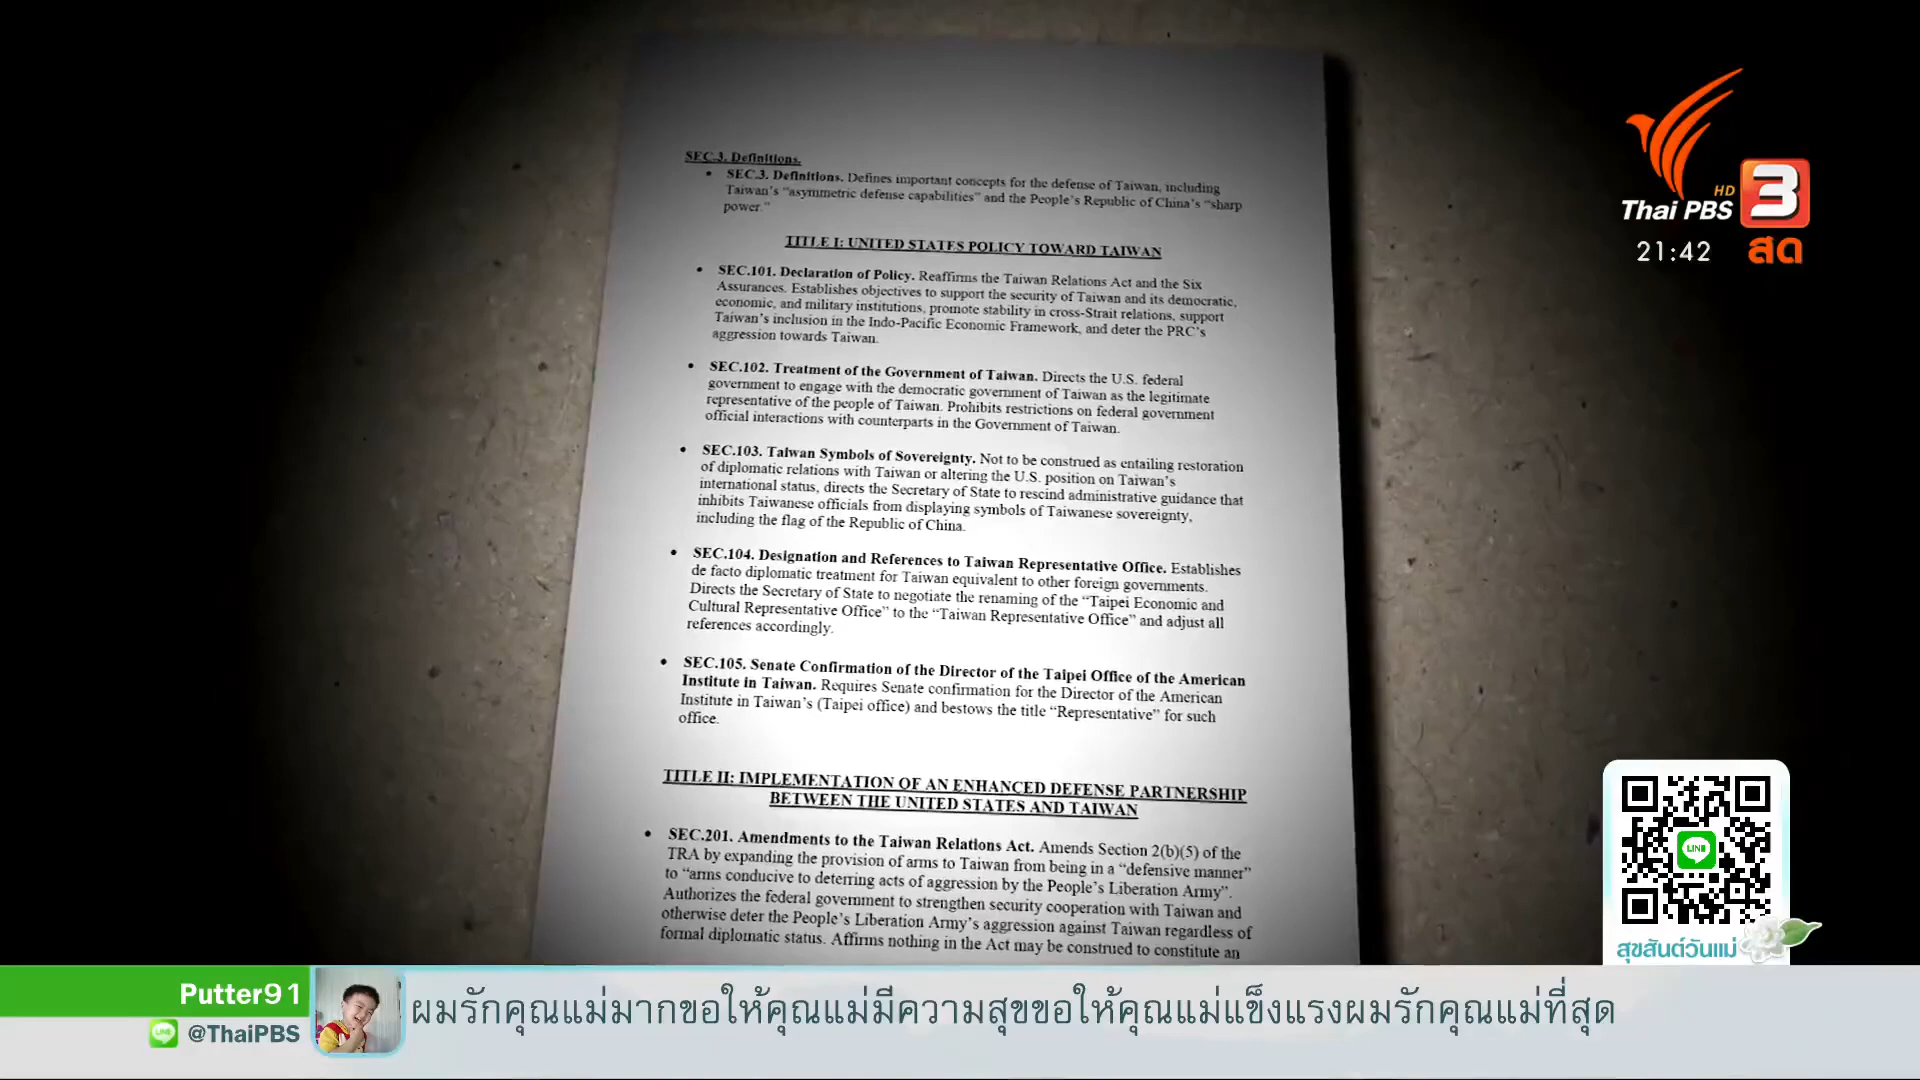 SEC.3. Definitions.
• SEC.3. Definitions. Defines important concepts for the defense of Taiwan, including
Taiwan's “asymmetric defense capabilities” and the People's Republic of China's “sharp
power.”
TITLE I: UNITED STATES POLICY TOWARD TAIWAN
• SEC.101. Declaration of Policy. Reaffirms the Taiwan Relations Act and the Six
Assurances. Establishes objectives to support the security of Taiwan and its democratic,
economic, and military institutions, promote stability in cross-Strait relations, support
Taiwan's inclusion in the Indo-Pacific Economic Framework, and deter the PRC's
aggression towards Taiwan.
• SEC.102. Treatment of the Government of Taiwan. Directs the U.S. federal
government to engage with the democratic government of Taiwan as the legitimate
representative of the people of Taiwan. Prohibits restrictions on federal government
official interactions with counterparts in the Government of Taiwan.
• SEC.103. Taiwan Symbols of Sovereignty. Not to be construed as entailing restoration
of diplomatic relations with Taiwan or altering the U.S. position on Taiwan's
international status, directs the Secretary of State to rescind administrative guidance that
inhibits Taiwanese officials from displaying symbols of Taiwanese sovereignty,
including the flag of the Republic of China.
• SEC.104. Designation and References to Taiwan Representative Office. Establishes
de facto diplomatic treatment for Taiwan equivalent to other foreign governments.
Directs the Secretary of State to negotiate the renaming of the “Taipei Economic and
Cultural Representative Office” to the “Taiwan Representative Office” and adjust all
references accordingly.
• SEC.105. Senate Confirmation of the Director of the Taipei Office of the American
Institute in Taiwan. Requires Senate confirmation for the Director of the American
Institute in Taiwan's (Taipei office) and bestows the title “Representative” for such
office.
TITLE II: IMPLEMENTATION OF AN ENHANCED DEFENSE PARTNERSHIP
BETWEEN THE UNITED STATES AND TAIWAN
• SEC.201. Amendments to the Taiwan Relations Act. Amends Section 2(b)(5) of the
TRA by expanding the provision of arms to Taiwan from being in a “defensive manner”
to “arms conducive to deterring acts of aggression by the People's Liberation Army”.
Authorizes the federal government to strengthen security cooperation with Taiwan and
otherwise deter the People's Liberation Army's aggression against Taiwan regardless of
formal diplomatic status. Affirms nothing in the Act may be construed to constitute an
Thai PBS HD 3
21:42 สด
LINE
สุขสันต์วันแม่
Putter91
LINE @ThaiPBS
ผมรักคุณแม่มากขอให้คุณแม่มีความสุขขอให้คุณแม่แข็งแรงผมรักคุณแม่ที่สุด